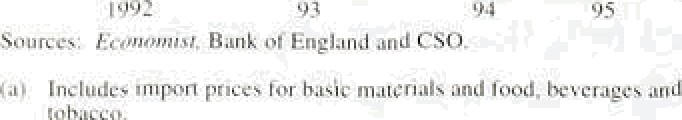 1992 93 94 95
Sources: Economist, Bank of England and CSO.
(a) Includes import prices for basic materials and food, beverages and
tobacco.